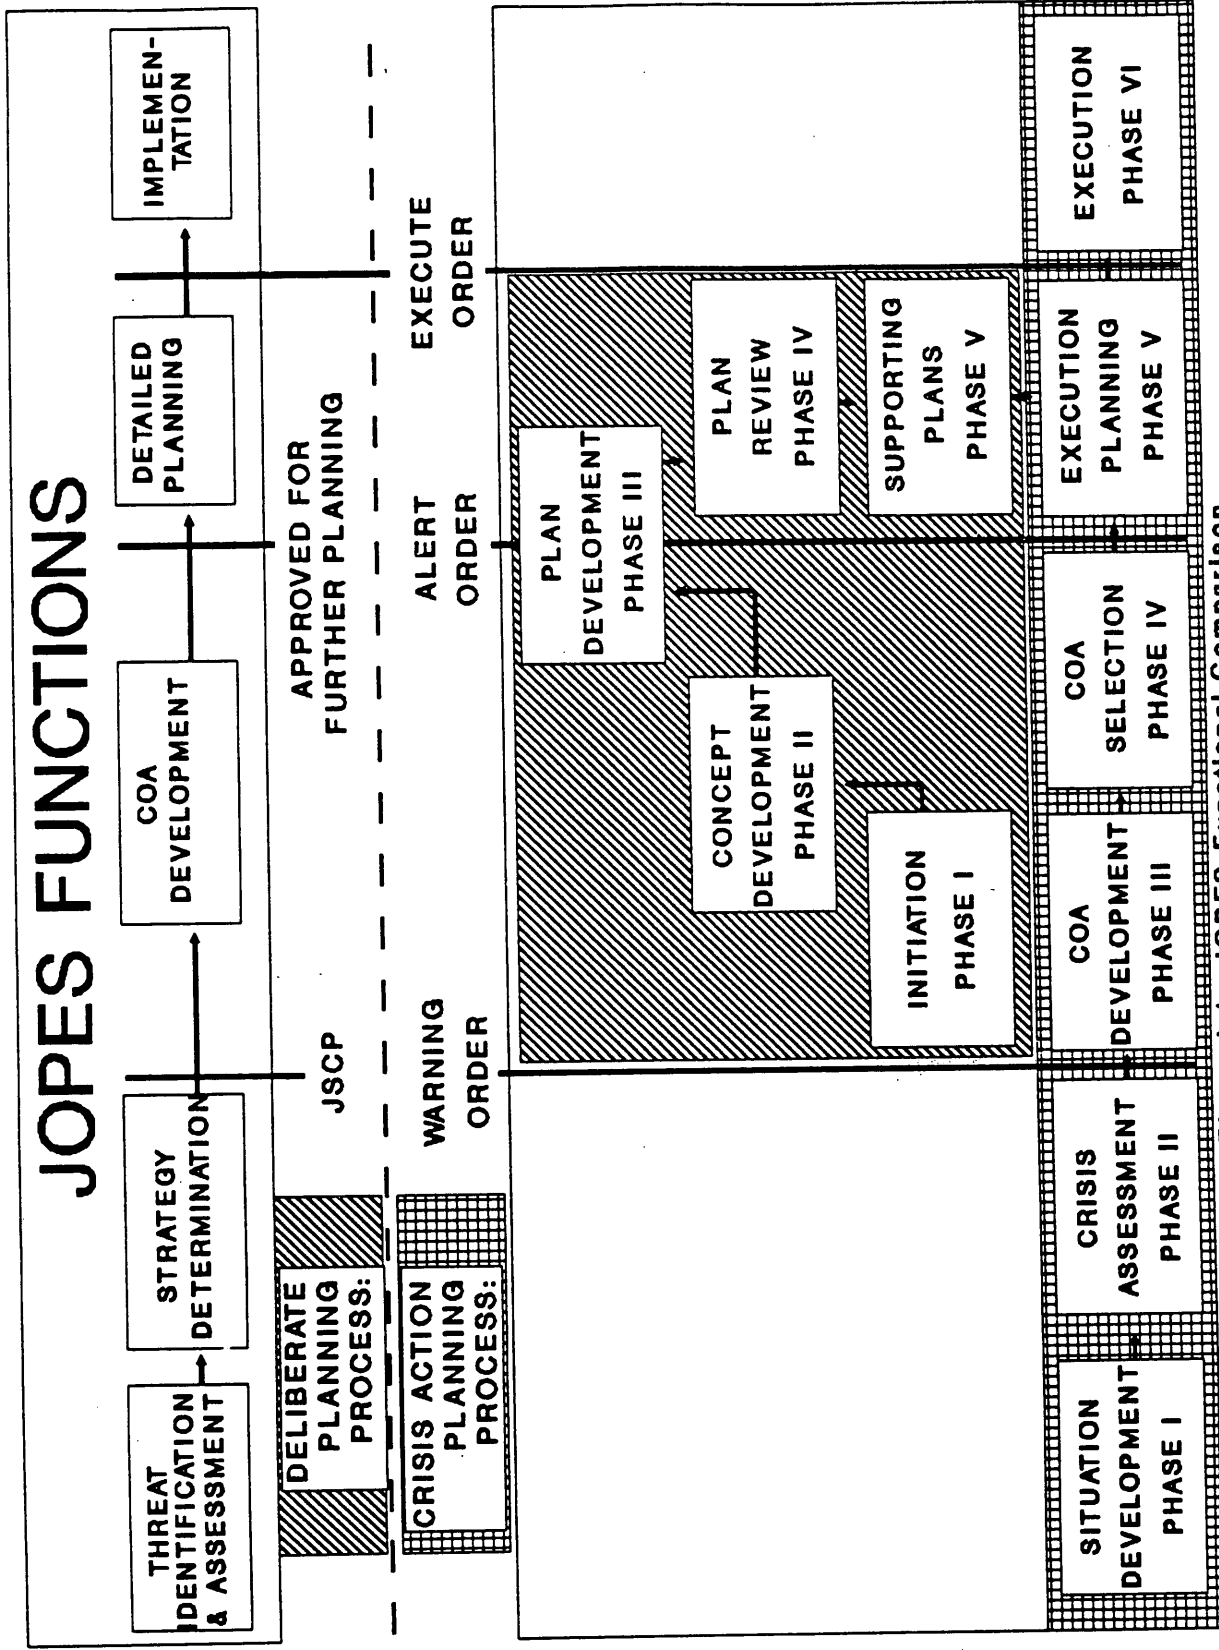 JOPES FUNCTIONS
THREAT
IDENTIFICATION
& ASSESSMENT
STRATEGY
DETERMINATION
COA
DEVELOPMENT
DETAILED
PLANNING
IMPLEMEN-
TATION
DELIBERATE
PLANNING
PROCESS:
JSCP
APPROVED FOR
FURTHER PLANNING
CRISIS ACTION
PLANNING
PROCESS:
WARNING
ORDER
ALERT
ORDER
EXECUTE
ORDER
PLAN
DEVELOPMENT
PHASE III
CONCEPT
DEVELOPMENT
PHASE II
PLAN
REVIEW
PHASE IV
INITIATION
PHASE I
SUPPORTING
PLANS
PHASE V
SITUATION
DEVELOPMENT
PHASE I
CRISIS
ASSESSMENT
PHASE II
COA
DEVELOPMENT
PHASE III
COA
SELECTION
PHASE IV
EXECUTION
PLANNING
PHASE V
EXECUTION
PHASE VI
JOPES Functional Comparison